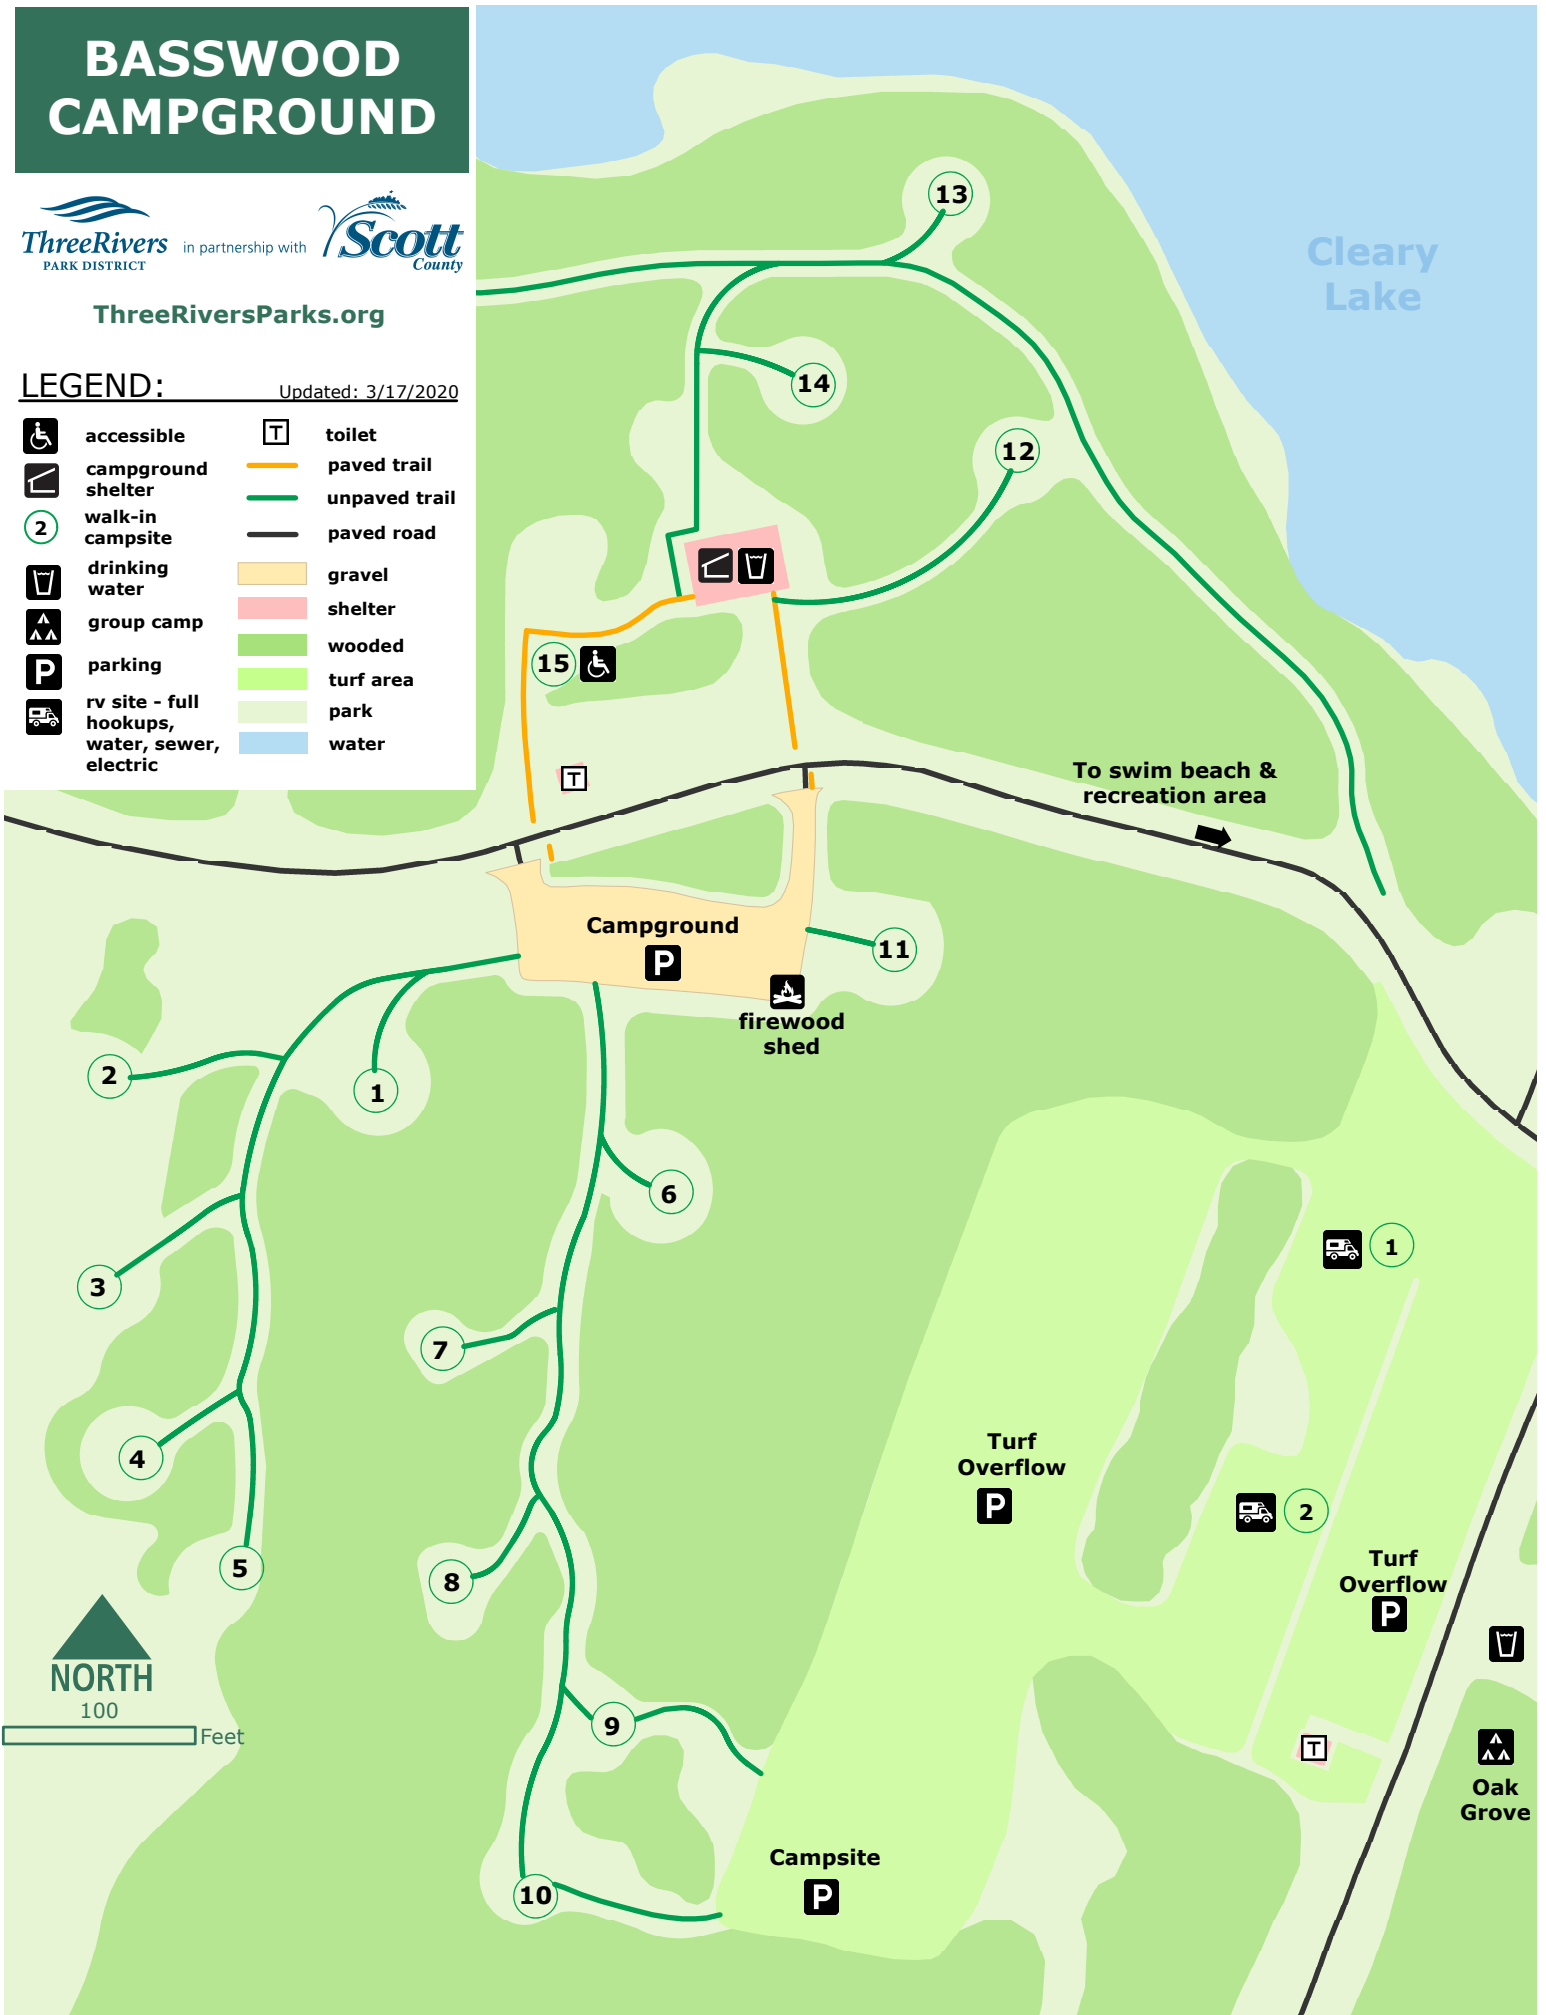 BASSWOOD
CAMPGROUND
ThreeRivers
PARK DISTRICT
in partnership with
Scott
County
ThreeRiversParks.org
LEGEND:
Updated: 3/17/2020
accessible
campground
shelter
2
walk-in
campsite
drinking
water
group camp
P
parking
rv site - full
hookups,
water, sewer,
electric
T
toilet
paved trail
unpaved trail
paved road
gravel
shelter
wooded
turf area
park
water
Cleary
Lake
13
14
12
15
T
To swim beach &
recreation area
Campground
P
11
firewood
shed
2
1
6
3
1
7
4
Turf
Overflow
P
2
5
8
Turf
Overflow
P
NORTH
100
Feet
9
T
Oak
Grove
Campsite
P
10